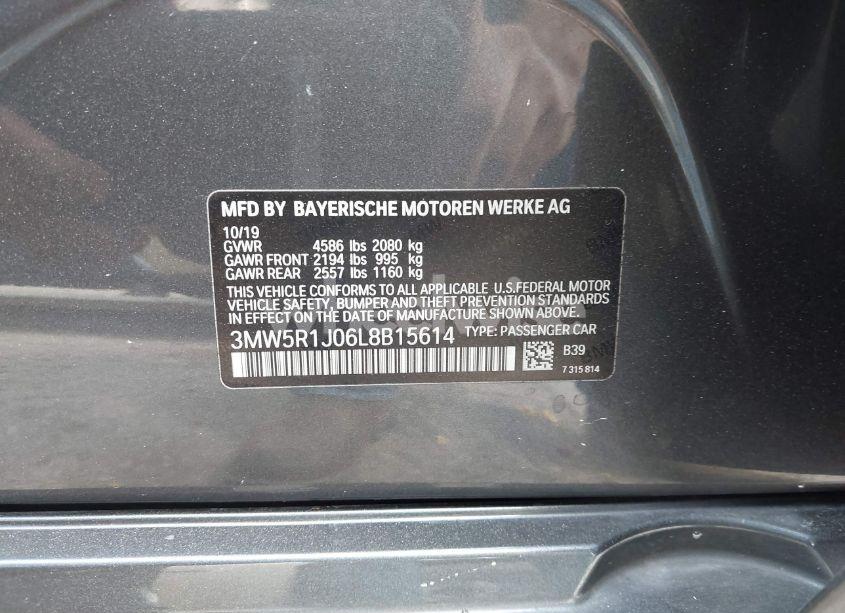 MFD BY BAYERISCHE MOTOREN WERKE AG
10/19
GVWR 4586 lbs 2080 kg
GAWR FRONT 2194 lbs 995 kg
GAWR REAR 2557 lbs 1160 kg
THIS VEHICLE CONFORMS TO ALL APPLICABLE U.S.FEDERAL MOTOR
VEHICLE SAFETY, BUMPER AND THEFT PREVENTION STANDARDS
IN EFFECT ON THE DATE OF MANUFACTURE SHOWN ABOVE.
3MW5R1J06L8B15614 TYPE: PASSENGER CAR
B39
7 315 814